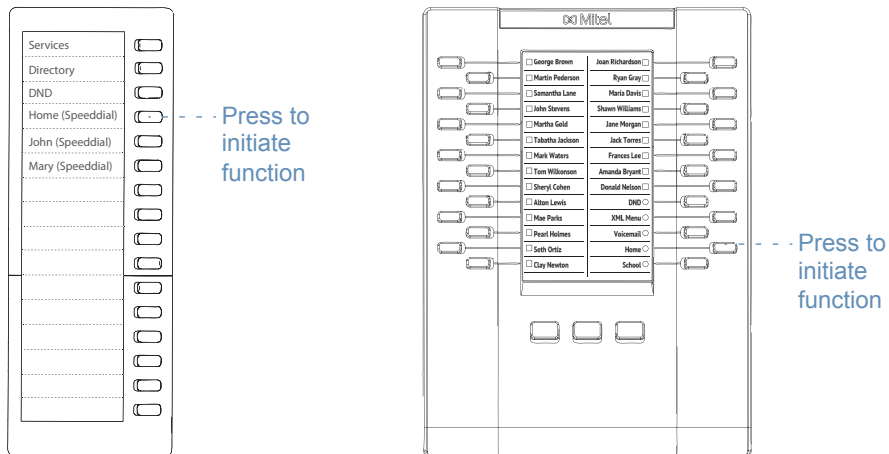 Services
Directory
DND
Home (Speeddial)
John (Speeddial)
Mary (Speeddial)
Press to
initiate
function
Mitel
George Brown Joan Richardson
Martin Pederson Ryan Gray
Samantha Lane Maria Davis
John Stevens Shawn Williams
Martha Gold Jane Morgan
Tabatha Jackson Jack Torres
Mark Waters Frances Lee
Tom Wilkonson Amanda Bryant
Sheryl Cohen Donald Nelson
Alton Lewis DND
Mae Parks XML Menu
Pearl Holmes Voicemail
Seth Ortiz Home
Clay Newton School
Press to
initiate
function